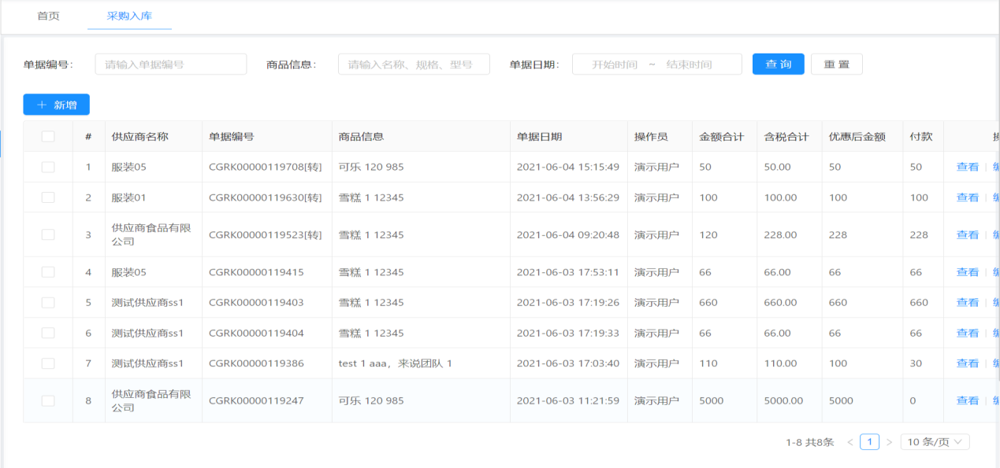 首页 采购入库
单据编号: 请输入单据编号 商品信息: 请输入名称、规格、型号 单据日期: 开始时间 ~ 结束时间 查 询 重 置
+ 新增
# 供应商名称 单据编号 商品信息 单据日期 操作员 金额合计 含税合计 优惠后金额 付款
1 服装05 CGRK00000119708[转] 可乐 120 985 2021-06-04 15:15:49 演示用户 50 50.00 50 50 查看
2 服装01 CGRK00000119630[转] 雪糕 1 12345 2021-06-04 13:56:29 演示用户 100 100.00 100 100 查看
3 供应商食品有限 CGRK00000119523[转] 雪糕 1 12345 2021-06-04 09:20:48 演示用户 120 228.00 228 228 查看
公司
4 服装05 CGRK00000119415 雪糕 1 12345 2021-06-03 17:53:11 演示用户 66 66.00 66 66 查看
5 测试供应商ss1 CGRK00000119403 雪糕 1 12345 2021-06-03 17:19:26 演示用户 660 660.00 660 660 查看
6 测试供应商ss1 CGRK00000119404 雪糕 1 12345 2021-06-03 17:19:33 演示用户 66 66.00 66 66 查看
7 测试供应商ss1 CGRK00000119386 test 1 aaa，来说团队 1 2021-06-03 17:03:40 演示用户 110 110.00 100 30 查看
8 供应商食品有限 CGRK00000119247 可乐 120 985 2021-06-03 11:21:59 演示用户 5000 5000.00 5000 0 查看
公司
1-8 共8条 < 1 > 10 条/页